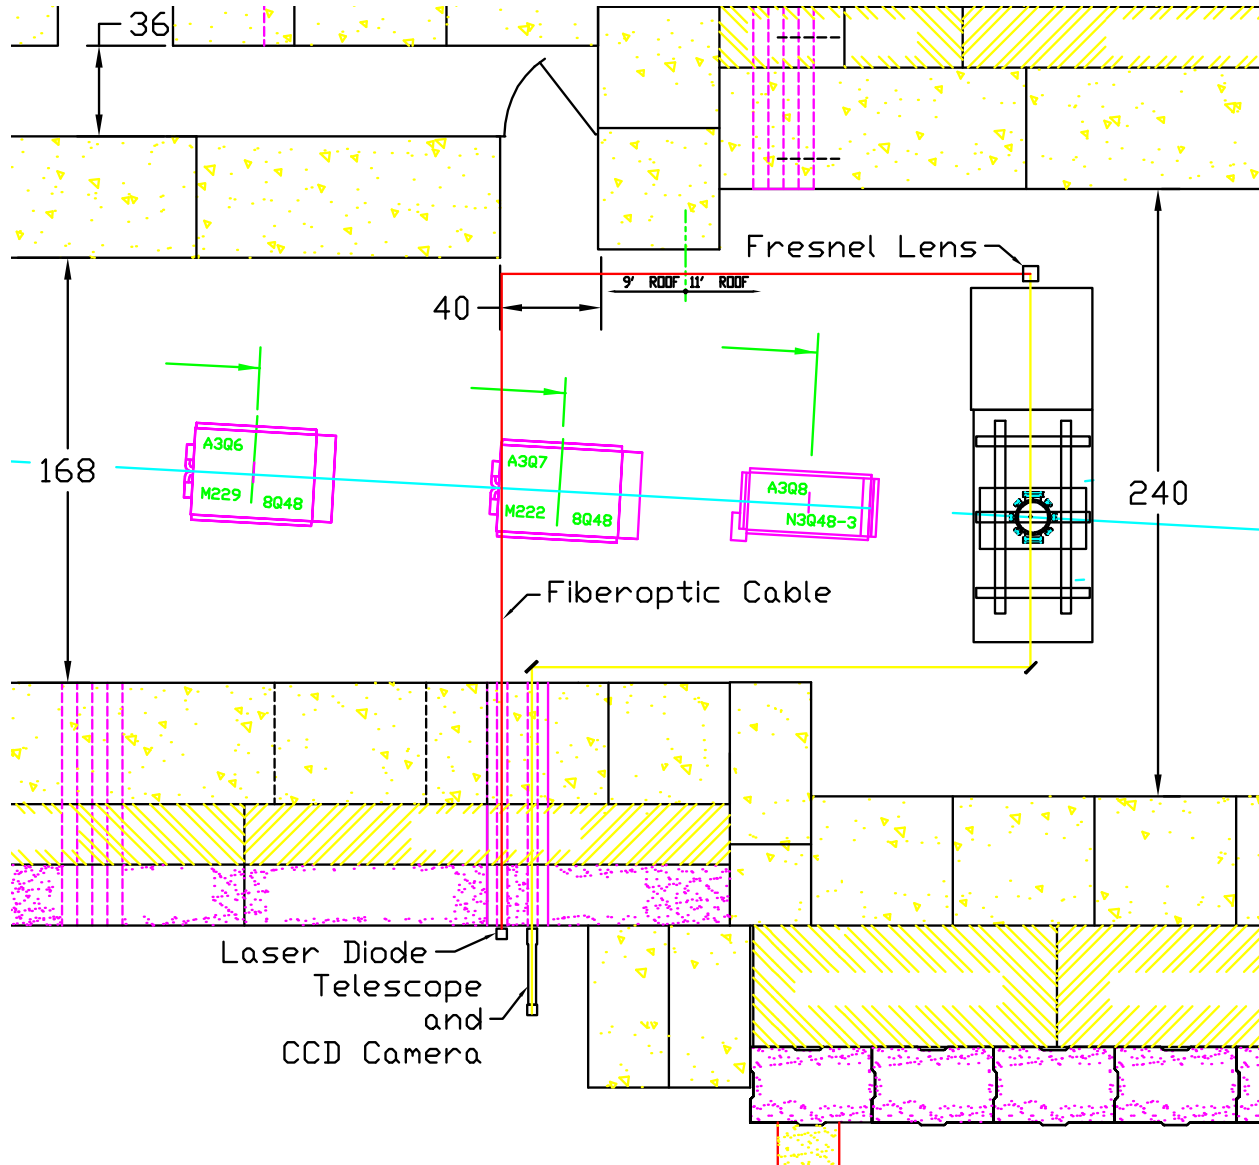 36
Fresnel Lens
9' ROOF 11' ROOF
40
A3Q6
M229 8Q48
A3Q7
M222 8Q48
A3Q8
N3Q48-3
168
240
Fiberoptic Cable
Laser Diode
Telescope
and
CCD Camera